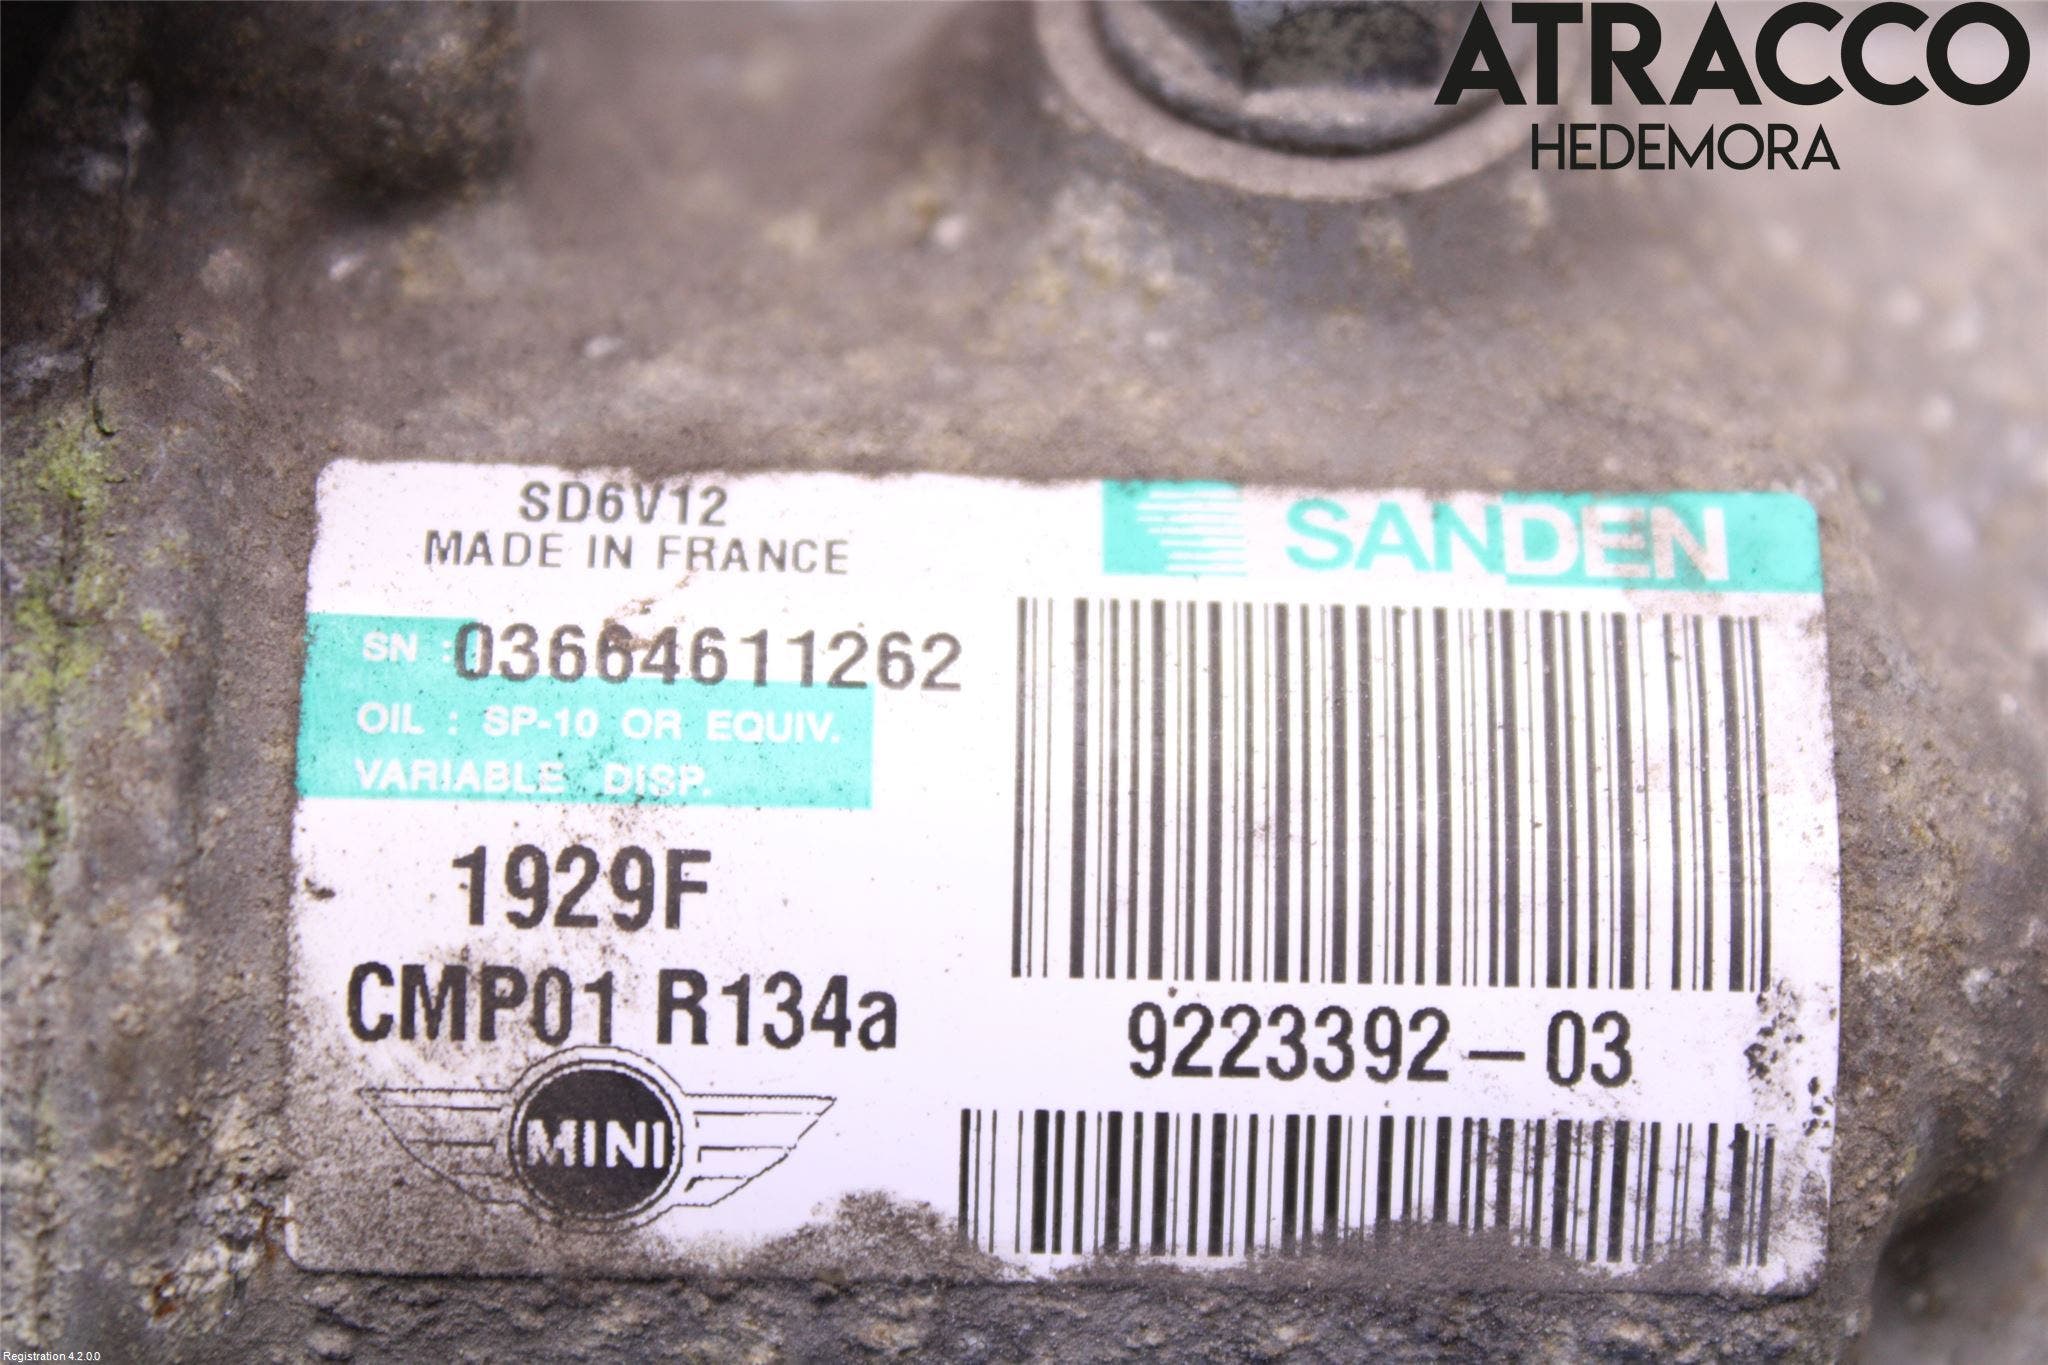 ATRACCO
HEDEMORA
SD6V12
MADE IN FRANCE
SANDEN
SN : 03664611262
OIL : SP-10 OR EQUIV.
VARIABLE DISP.
1929F
CMP01 R134a
9223392-03
MINI
Registration 4.2.0.0